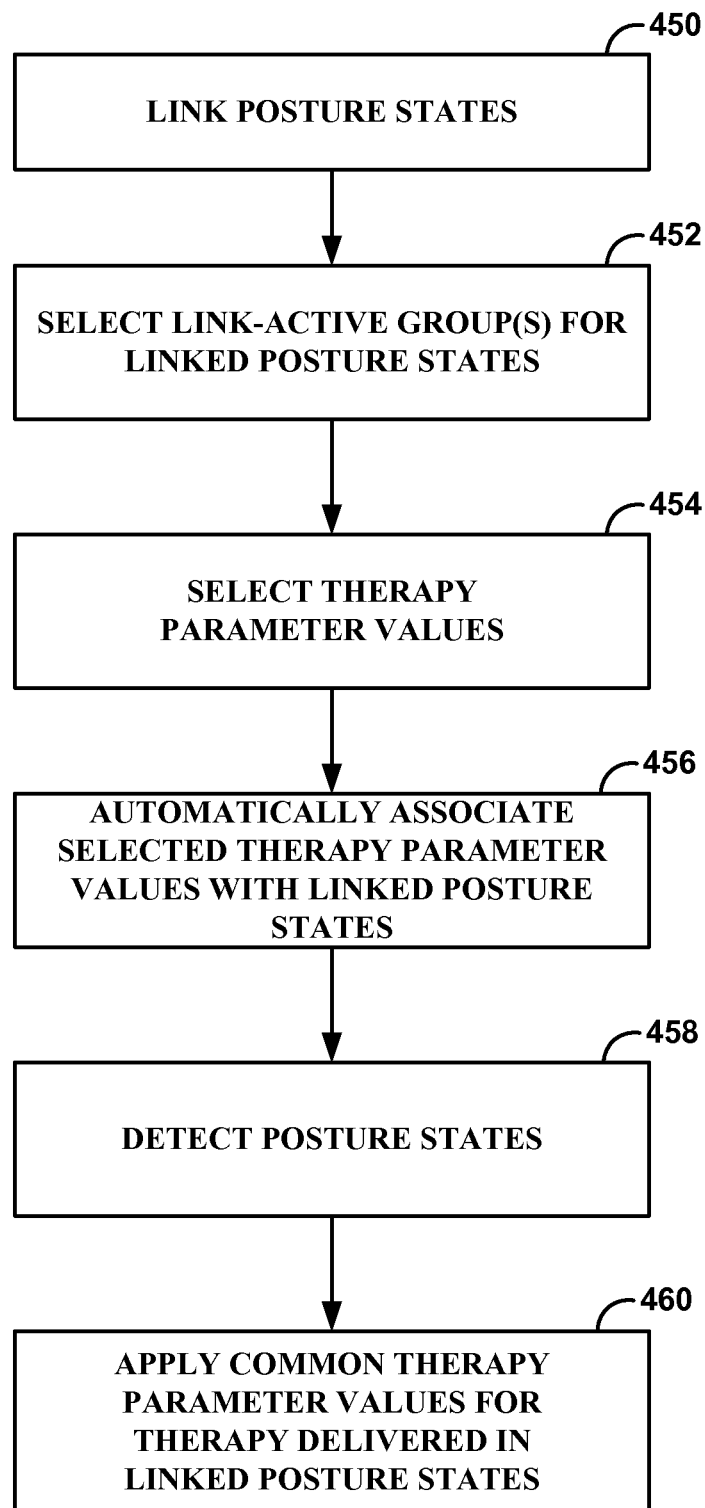 450
LINK POSTURE STATES
452
SELECT LINK-ACTIVE GROUP(S) FOR
LINKED POSTURE STATES
454
SELECT THERAPY
PARAMETER VALUES
456
AUTOMATICALLY ASSOCIATE
SELECTED THERAPY PARAMETER
VALUES WITH LINKED POSTURE
STATES
458
DETECT POSTURE STATES
460
APPLY COMMON THERAPY
PARAMETER VALUES FOR
THERAPY DELIVERED IN
LINKED POSTURE STATES